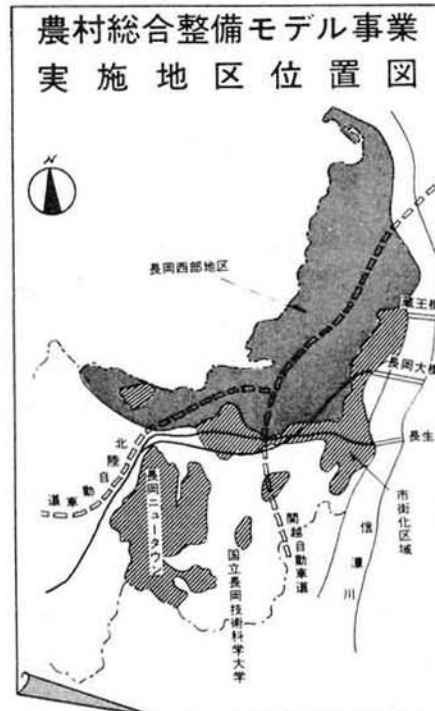 農村総合整備モデル事業
実施地区位置図
N
長岡西部地区
蔵王橋
長岡大橋
長生
北陸自動車道
長岡ニュータウン
市街化区域
関越自動車道
国立長岡技術科学大学
信濃川